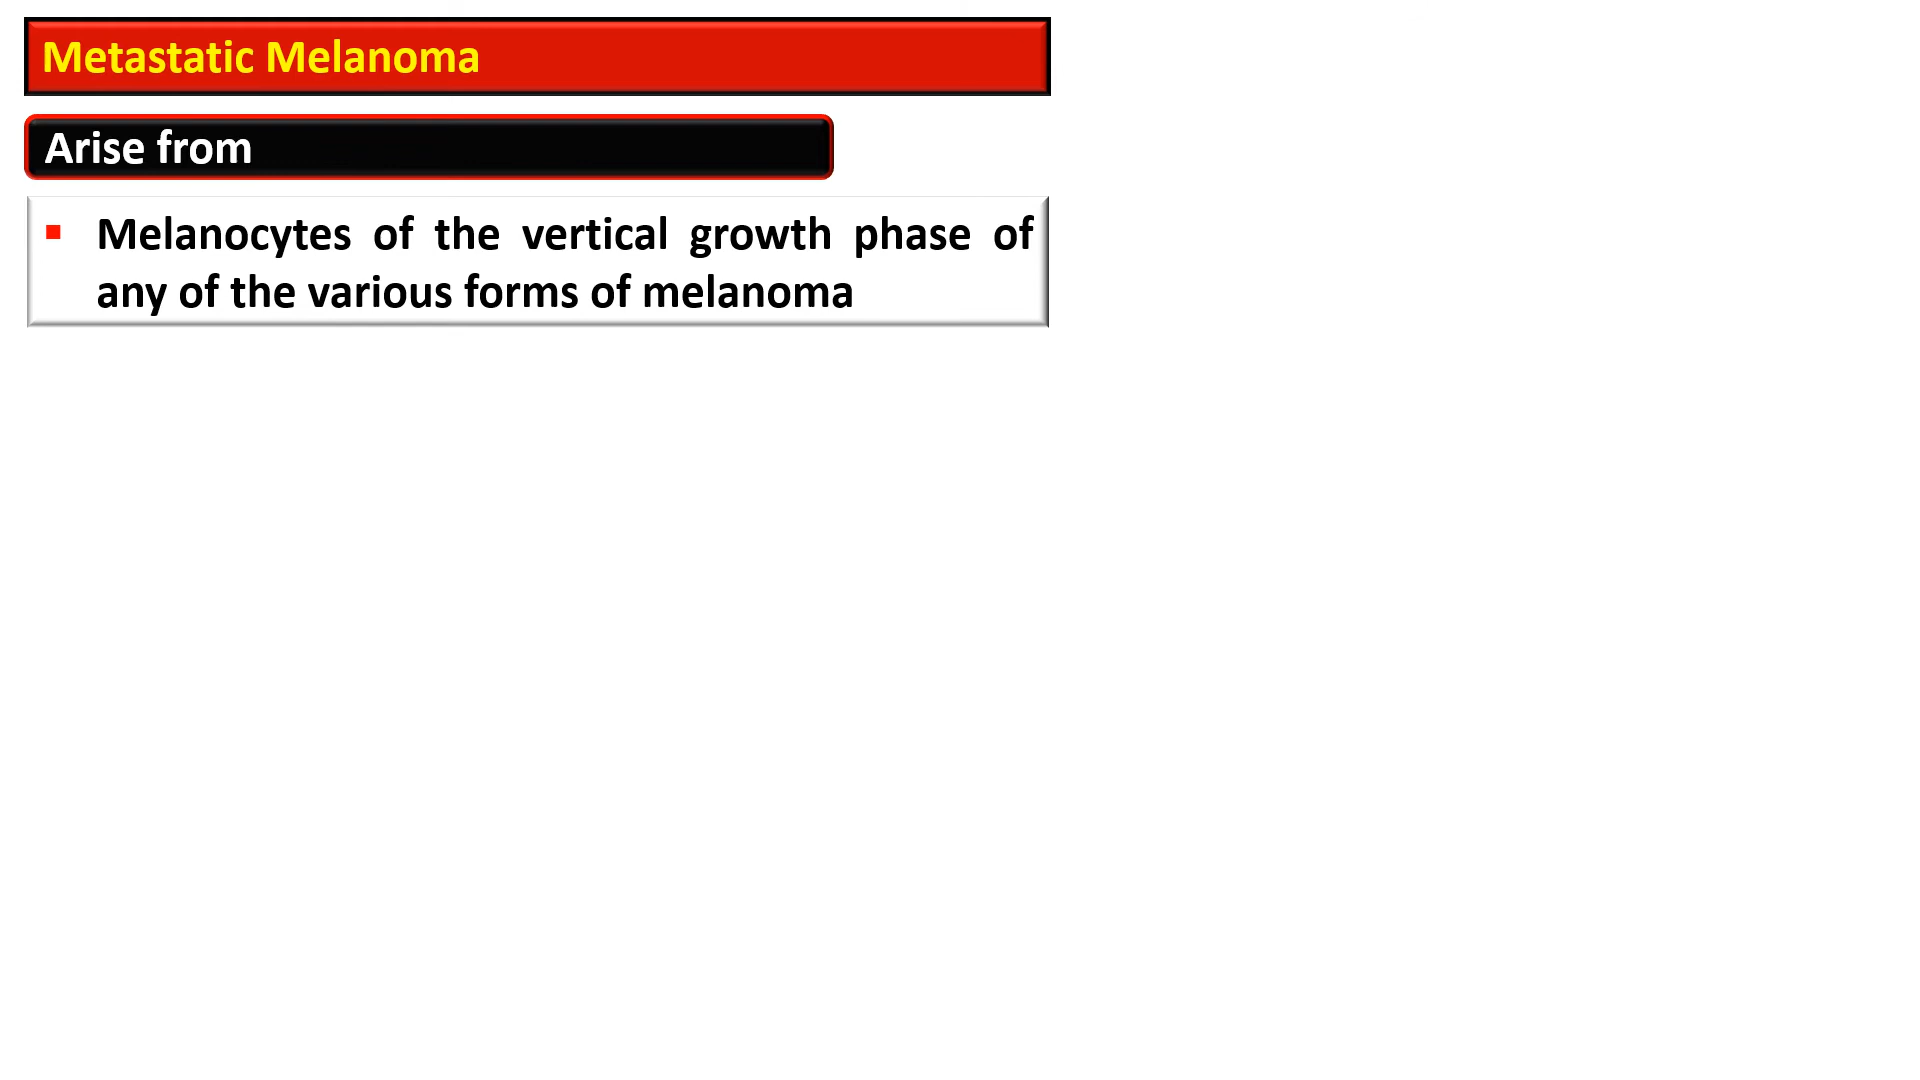 Metastatic Melanoma
Arise from
▪ Melanocytes of the vertical growth phase of
any of the various forms of melanoma